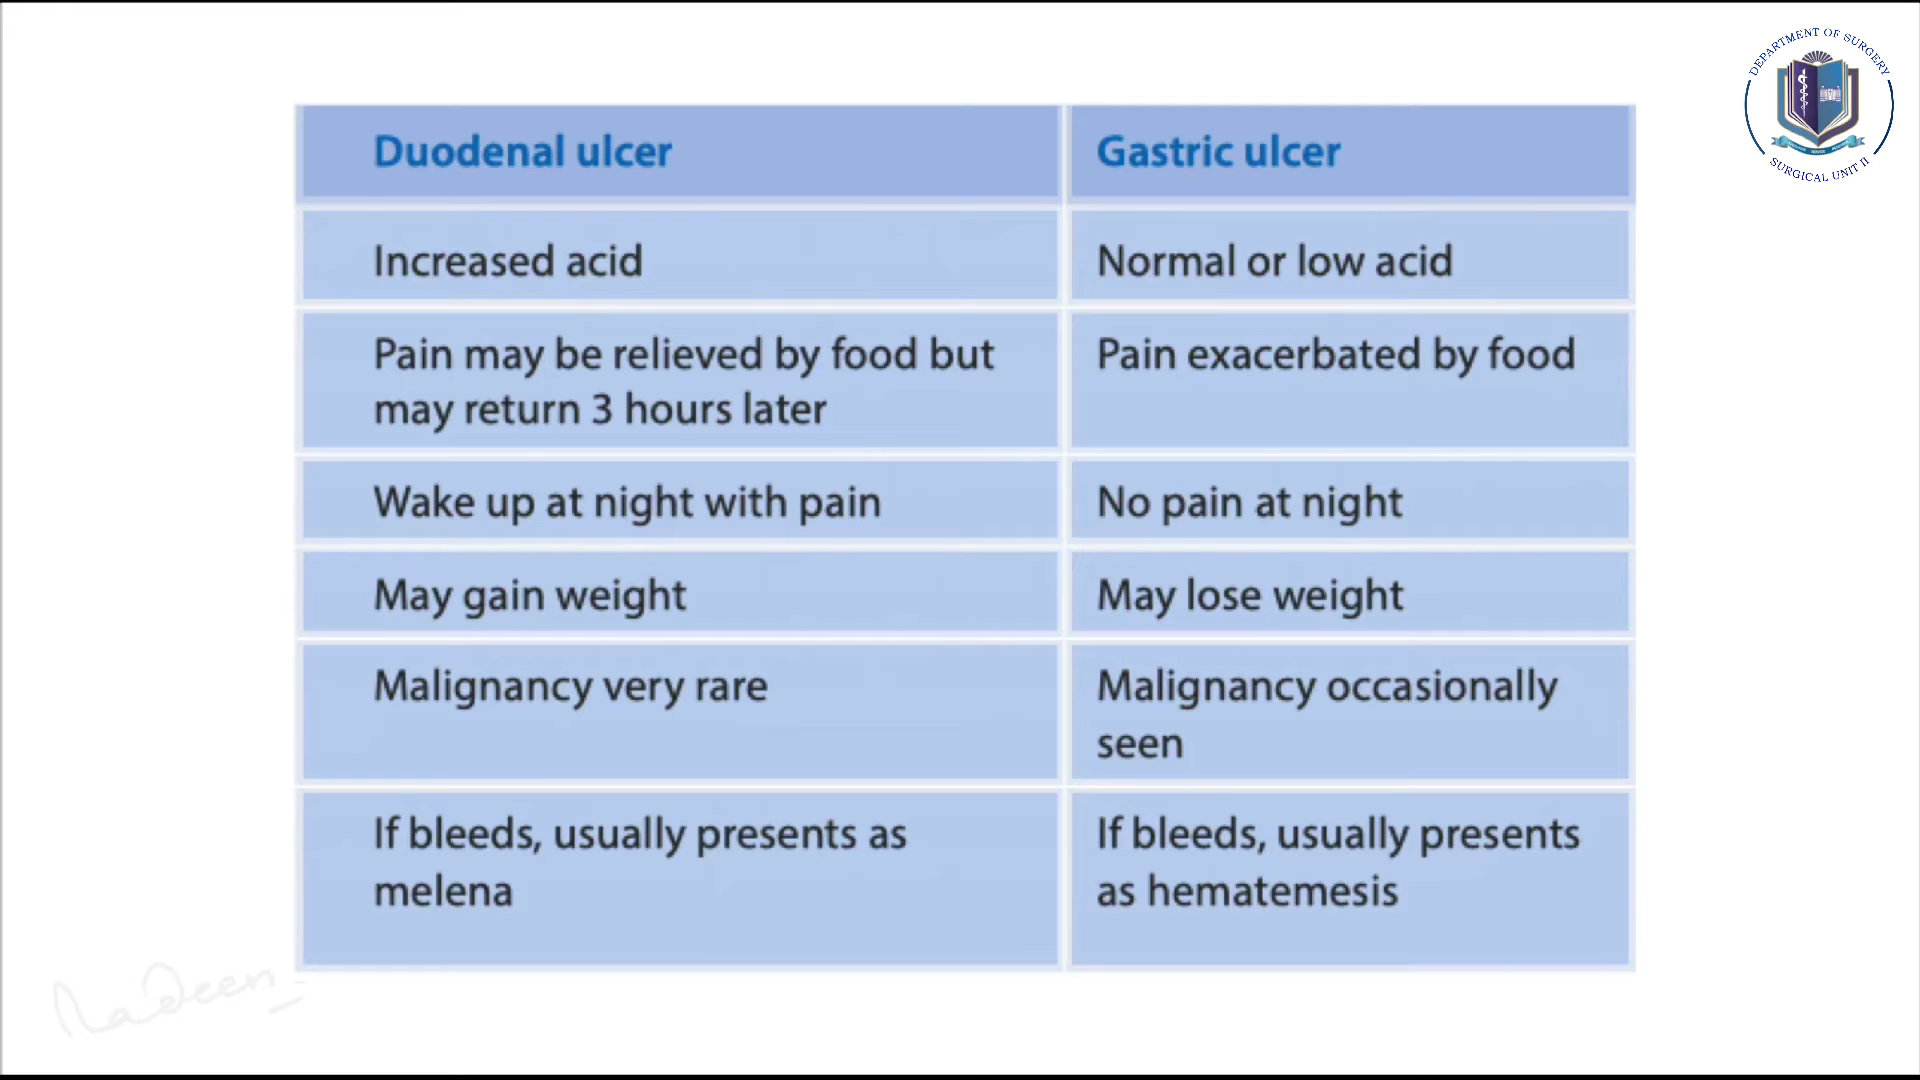 DEPARTMENT OF SURGERY
SURGICAL UNIT II
Duodenal ulcer
Gastric ulcer
Increased acid
Normal or low acid
Pain may be relieved by food but
may return 3 hours later
Pain exacerbated by food
Wake up at night with pain
No pain at night
May gain weight
May lose weight
Malignancy very rare
Malignancy occasionally
seen
If bleeds, usually presents as
melena
If bleeds, usually presents
as hematemesis